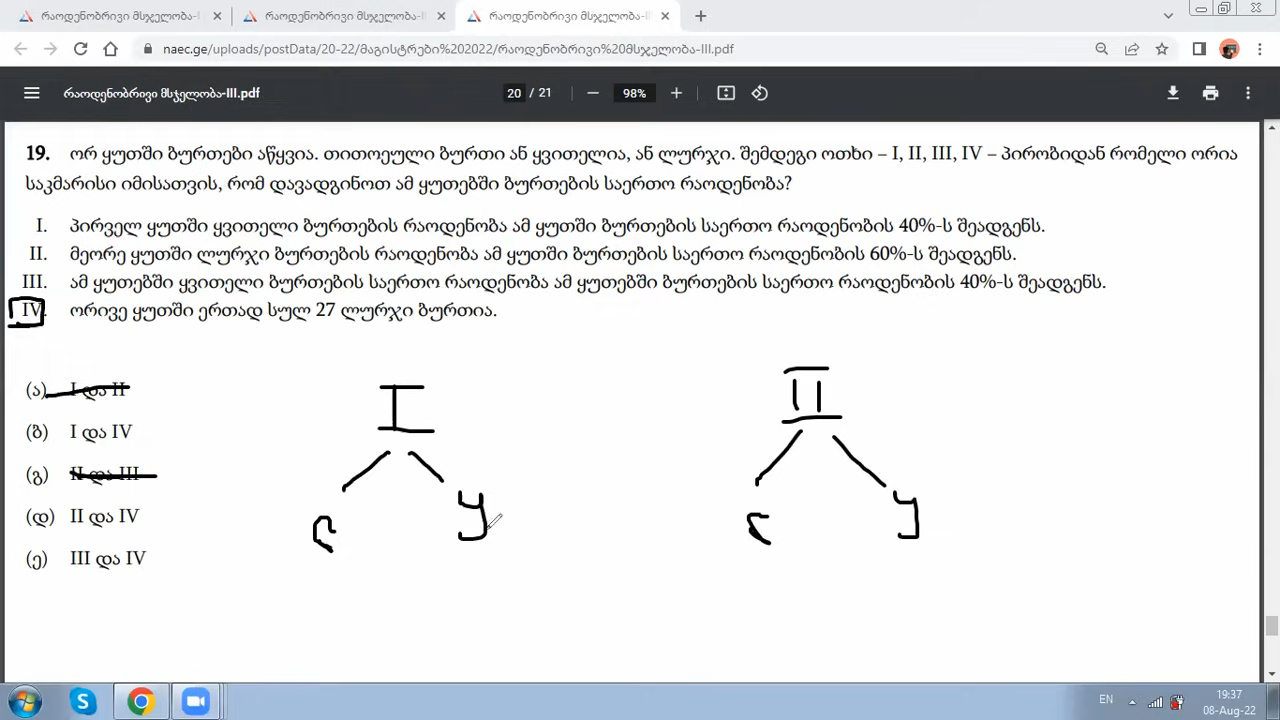 რაოდენობრივი მსჯელობ
რაოდენობრივი მსჯელობ
რაოდენობრივი მსჯელობ
naec.ge/uploads/postData/20-22/მაგისტრები%202022/რაოდენობრივი%20მსჯელობა-III.pdf
რაოდენობრივი მსჯელობა-III.pdf
20 / 21
98%
19. ორ ყუთში ბურთები აწყვია. თითოეული ბურთი ან ყვითელია, ან ლურჯი. შემდეგი ოთხი – I, II, III, IV – პირობიდან რომელი ორია
საკმარისი იმისათვის, რომ დავადგინოთ ამ ყუთებში ბურთების საერთო რაოდენობა?
I. პირველ ყუთში ყვითელი ბურთების რაოდენობა ამ ყუთში ბურთების საერთო რაოდენობის 40%-ს შეადგენს.
II. მეორე ყუთში ლურჯი ბურთების რაოდენობა ამ ყუთში ბურთების საერთო რაოდენობის 60%-ს შეადგენს.
III. ამ ყუთებში ყვითელი ბურთების საერთო რაოდენობა ამ ყუთებში ბურთების საერთო რაოდენობის 40%-ს შეადგენს.
IV. ორივე ყუთში ერთად სულ 27 ლურჯი ბურთია.
(ა) I და II
(ბ) I და IV
(გ) II და III
(დ) II და IV
(ე) III და IV
I II
ლ ყ ლ ყ
EN
19:37
08-Aug-22